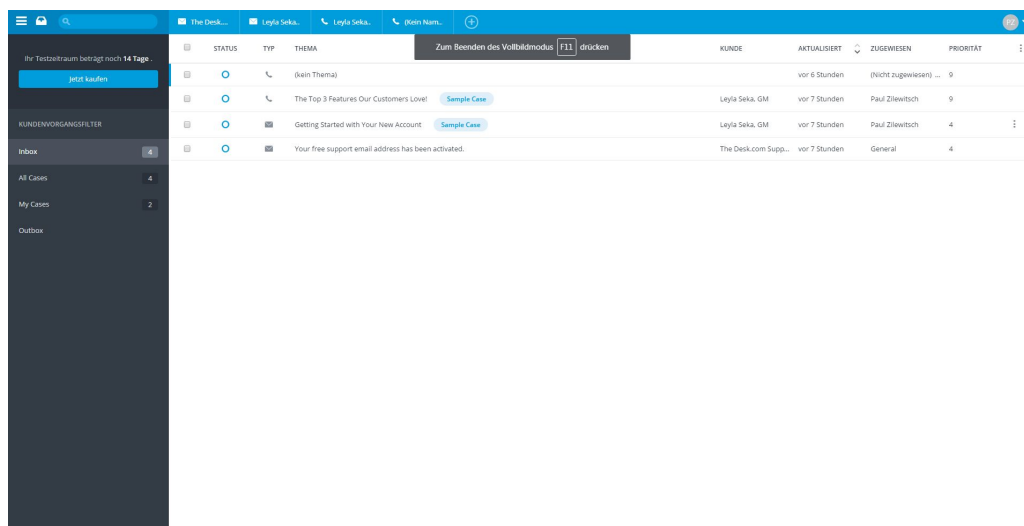 The Desk.... Leyla Seka.. Leyla Seka.. (Kein Nam.. PZ
Zum Beenden des Vollbildmodus F11 drücken
Ihr Testzeitraum beträgt noch 14 Tage .
Jetzt kaufen
KUNDENVORGANGSFILTER
Inbox 4
All Cases 4
My Cases 2
Outbox
STATUS TYP THEMA KUNDE AKTUALISIERT ZUGEWIESEN PRIORITÄT
(kein Thema) vor 6 Stunden (Nicht zugewiesen) ... 9
The Top 3 Features Our Customers Love! Sample Case Leyla Seka, GM vor 7 Stunden Paul Zilewitsch 9
Getting Started with Your New Account Sample Case Leyla Seka, GM vor 7 Stunden Paul Zilewitsch 4
Your free support email address has been activated. The Desk.com Supp... vor 7 Stunden General 4